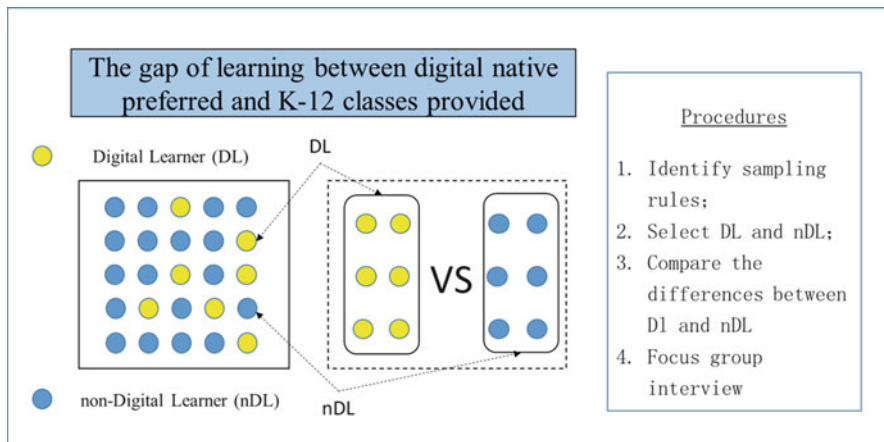 The gap of learning between digital native
preferred and K-12 classes provided
Digital Learner (DL)
DL
VS
nDL
non-Digital Learner (nDL)
Procedures
1. Identify sampling
rules;
2. Select DL and nDL;
3. Compare the
differences between
Dl and nDL
4. Focus group
interview